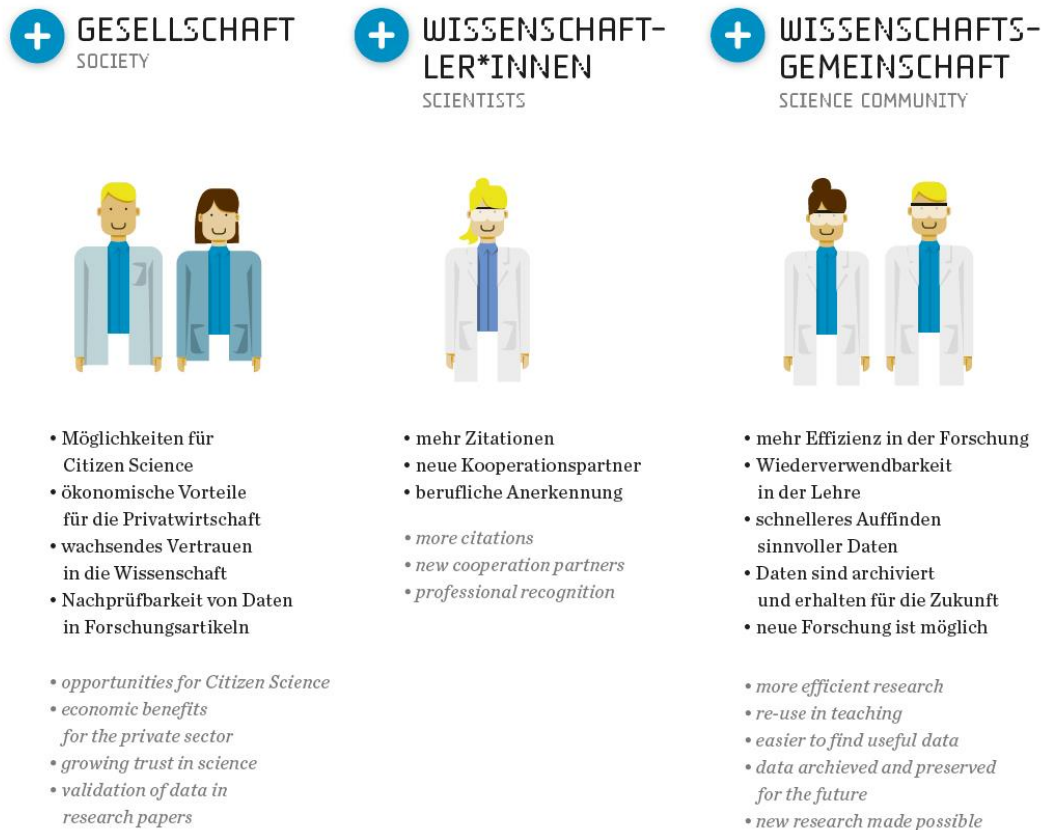 GESELLSCHAFT
SOCIETY
• Möglichkeiten für
Citizen Science
• ökonomische Vorteile
für die Privatwirtschaft
• wachsendes Vertrauen
in die Wissenschaft
• Nachprüfbarkeit von Daten
in Forschungsartikeln
• opportunities for Citizen Science
• economic benefits
for the private sector
• growing trust in science
• validation of data in
research papers
WISSENSCHAFT-
LER*INNEN
SCIENTISTS
• mehr Zitationen
• neue Kooperationspartner
• berufliche Anerkennung
• more citations
• new cooperation partners
• professional recognition
WISSENSCHAFTS-
GEMEINSCHAFT
SCIENCE COMMUNITY
• mehr Effizienz in der Forschung
• Wiederverwendbarkeit
in der Lehre
• schnelleres Auffinden
sinnvoller Daten
• Daten sind archiviert
und erhalten für die Zukunft
• neue Forschung ist möglich
• more efficient research
• re-use in teaching
• easier to find useful data
• data archieved and preserved
for the future
• new research made possible